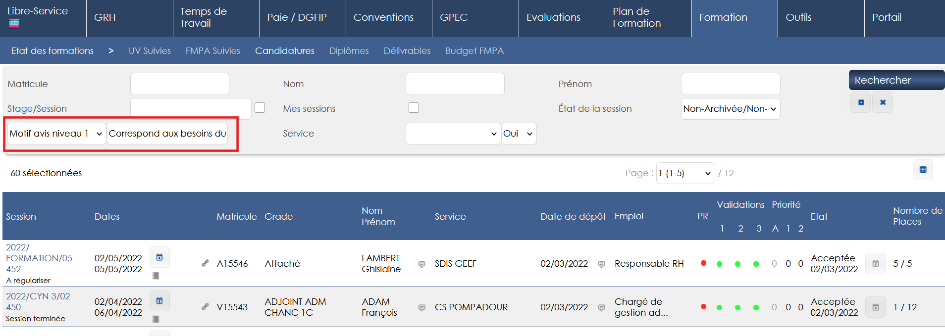 Libre-Service GRH Temps de Travail Paie / DGFIP Conventions GPEC Evaluations Plan de Formation Formation Outils Portail
Etat des formations > UV Suivies FMPA Suivies Candidatures Diplômes Délivrables Budget FMPA
Matricule Nom Prénom Rechercher
Stage/Session Mes sessions État de la session Non-Archivée/Non-
Motif avis niveau 1 Correspond aux besoins du Service Oui
60 sélectionnées Page : 1 (1-5) / 12
Session Dates Matricule Grade Nom Prénom Service Date de dépôt Emploi PR Validations 1 2 3 Priorité A 1 2 Etat Nombre de Places
2022/ FORMATION/05 452 A régulariser 02/05/2022 05/05/2022 A15546 Attaché LAMBERT Ghislaine SDIS GEEF 02/03/2022 Responsable RH 0 0 0 Acceptée 02/03/2022 5 / 5
2022/CYN 3/02 450 Session terminée 02/04/2022 06/04/2022 V15543 ADJOINT ADM CHANC 1C ADAM François CS POMPADOUR 02/03/2022 Chargé de gestion ad... 0 0 0 Acceptée 02/03/2022 1 / 12